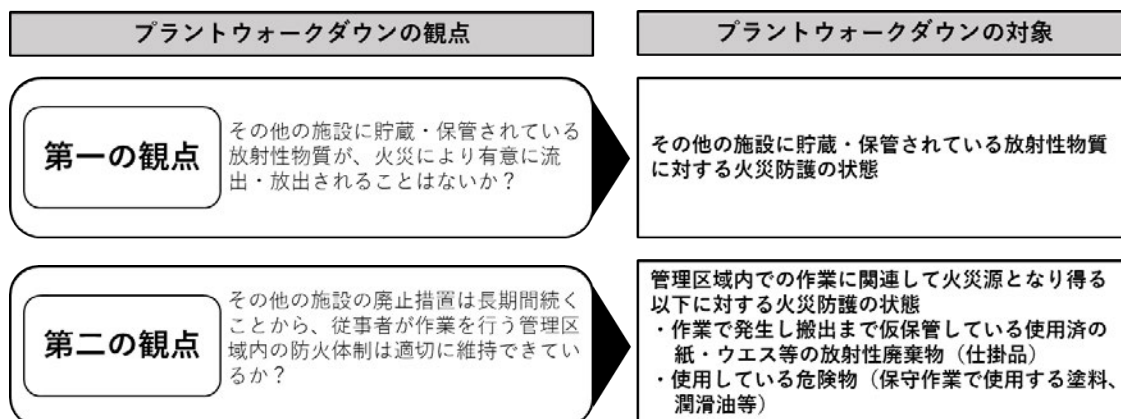 プラントウォークダウンの観点
プラントウォークダウンの対象
第一の観点
その他の施設に貯蔵・保管されている
放射性物質が、火災により有意に流
出・放出されることはないか？
その他の施設に貯蔵・保管されている放射性物質
に対する火災防護の状態
第二の観点
その他の施設の廃止措置は長期間続く
ことから、従事者が作業を行う管理区
域内の防火体制は適切に維持できてい
るか？
管理区域内での作業に関連して火災源となり得る
以下に対する火災防護の状態
・作業で発生し搬出まで仮保管している使用済の
紙・ウエス等の放射性廃棄物（仕掛品）
・使用している危険物（保守作業で使用する塗料、
潤滑油等）